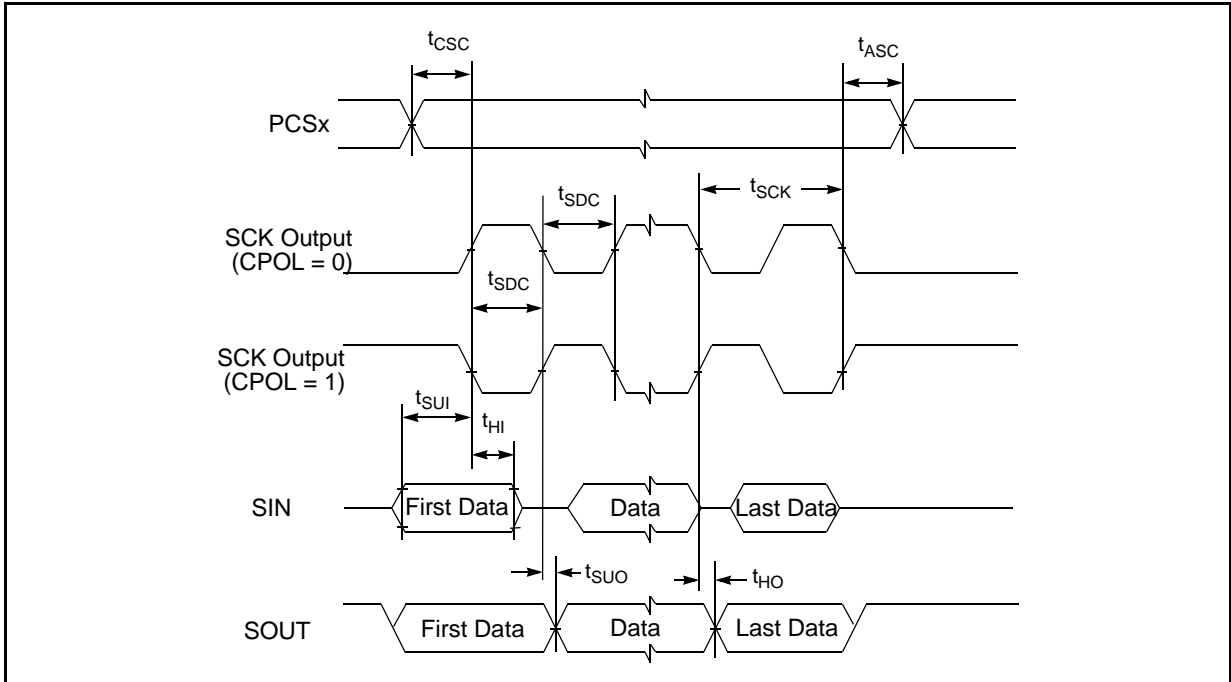 tCSC
tASC
PCSx
tSDC
tSCK
SCK Output
(CPOL = 0)
tSDC
SCK Output
(CPOL = 1)
tSUI
tHI
SIN
First Data
Data
Last Data
tSUO
tHO
SOUT
First Data
Data
Last Data